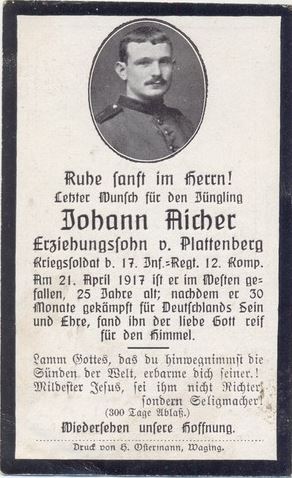 Ruhe sanft im Herrn!
Letzter Wunsch für den Jüngling
Johann Aicher
Erziehungssohn v. Plattenberg
Kriegssoldat b. 17. Inf.-Regt. 12. Komp.
Am 21. April 1917 ist er im Westen ge-
fallen, 25 Jahre alt; nachdem er 30
Monate gekämpft für Deutschlands Sein
und Ehre, fand ihn der liebe Gott reif
für den Himmel.
Lamm Gottes, das du hinwegnimmst die
Sünden der Welt, erbarme dich seiner!
Mildester Jesus, sei ihm nicht Richter,
sondern Seligmacher!
(300 Tage Ablaß.)
Wiedersehen unsere Hoffnung.
Druck von H. Ostermann, Waging.